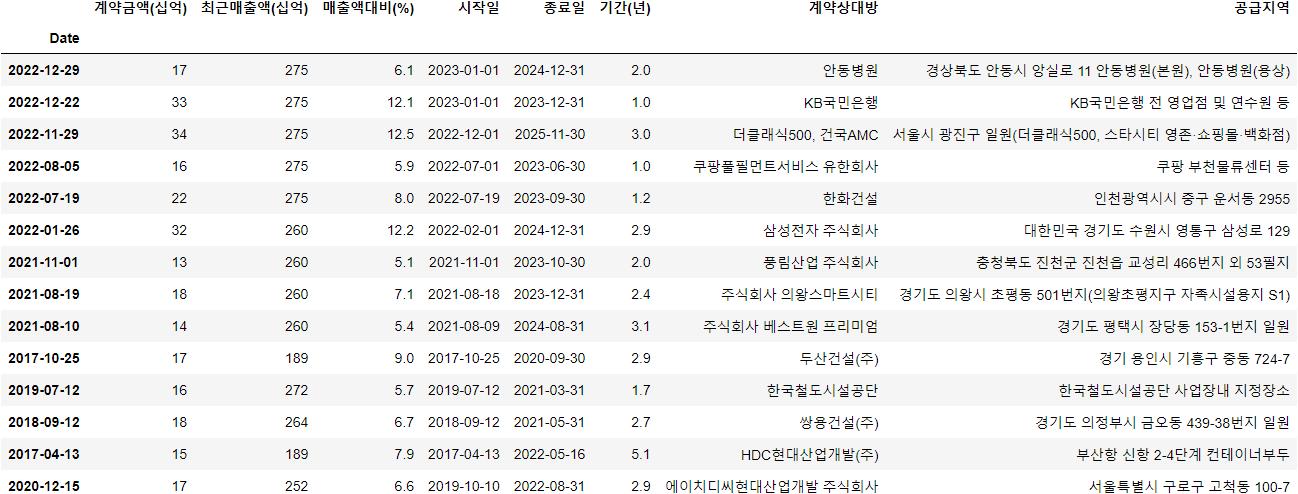 계약금액(십억) 최근매출액(십억) 매출액대비(%) 시작일 종료일 기간(년) 계약상대방 공급지역
Date
2022-12-29 17 275 6.1 2023-01-01 2024-12-31 2.0 안동병원 경상북도 안동시 앙실로 11 안동병원(본원), 안동병원(용상)
2022-12-22 33 275 12.1 2023-01-01 2023-12-31 1.0 KB국민은행 KB국민은행 전 영업점 및 연수원 등
2022-11-29 34 275 12.5 2022-12-01 2025-11-30 3.0 더클래식500, 건국AMC 서울시 광진구 일원(더클래식500, 스타시티 영존·쇼핑몰·백화점)
2022-08-05 16 275 5.9 2022-07-01 2023-06-30 1.0 쿠팡풀필먼트서비스 유한회사 쿠팡 부천물류센터 등
2022-07-19 22 275 8.0 2022-07-19 2023-09-30 1.2 한화건설 인천광역시시 중구 운서동 2955
2022-01-26 32 260 12.2 2022-02-01 2024-12-31 2.9 삼성전자 주식회사 대한민국 경기도 수원시 영통구 삼성로 129
2021-11-01 13 260 5.1 2021-11-01 2023-10-30 2.0 풍림산업 주식회사 충청북도 진천군 진천읍 교성리 466번지 외 53필지
2021-08-19 18 260 7.1 2021-08-18 2023-12-31 2.4 주식회사 의왕스마트시티 경기도 의왕시 초평동 501번지(의왕초평지구 자족시설용지 S1)
2021-08-10 14 260 5.4 2021-08-09 2024-08-31 3.1 주식회사 베스트원 프리미엄 경기도 평택시 장당동 153-1번지 일원
2017-10-25 17 189 9.0 2017-10-25 2020-09-30 2.9 두산건설(주) 경기 용인시 기흥구 중동 724-7
2019-07-12 16 272 5.7 2019-07-12 2021-03-31 1.7 한국철도시설공단 한국철도시설공단 사업장내 지정장소
2018-09-12 18 264 6.7 2018-09-12 2021-05-31 2.7 쌍용건설(주) 경기도 의정부시 금오동 439-38번지 일원
2017-04-13 15 189 7.9 2017-04-13 2022-05-16 5.1 HDC현대산업개발(주) 부산항 신항 2-4단계 컨테이너부두
2020-12-15 17 252 6.6 2019-10-10 2022-08-31 2.9 에이치디씨현대산업개발 주식회사 서울특별시 구로구 고척동 100-7